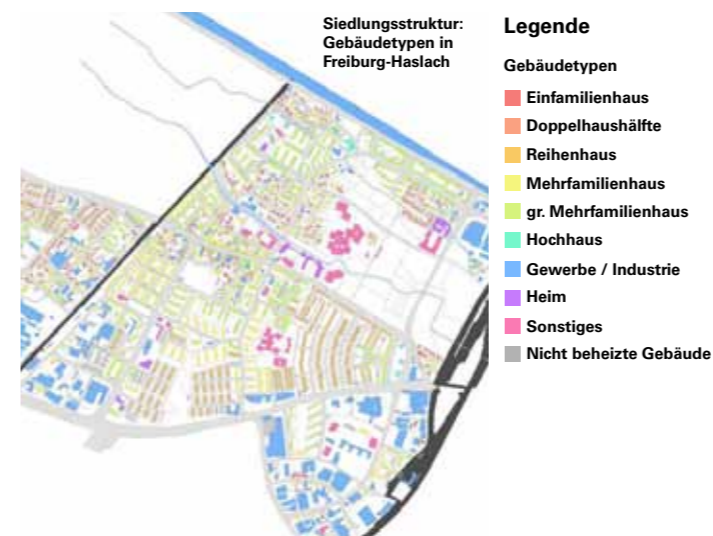 Siedlungsstruktur:
Gebäudetypen in
Freiburg-Haslach
Legende
Gebäudetypen
Einfamilienhaus
Doppelhaushälfte
Reihenhaus
Mehrfamilienhaus
gr. Mehrfamilienhaus
Hochhaus
Gewerbe / Industrie
Heim
Sonstiges
Nicht beheizte Gebäude